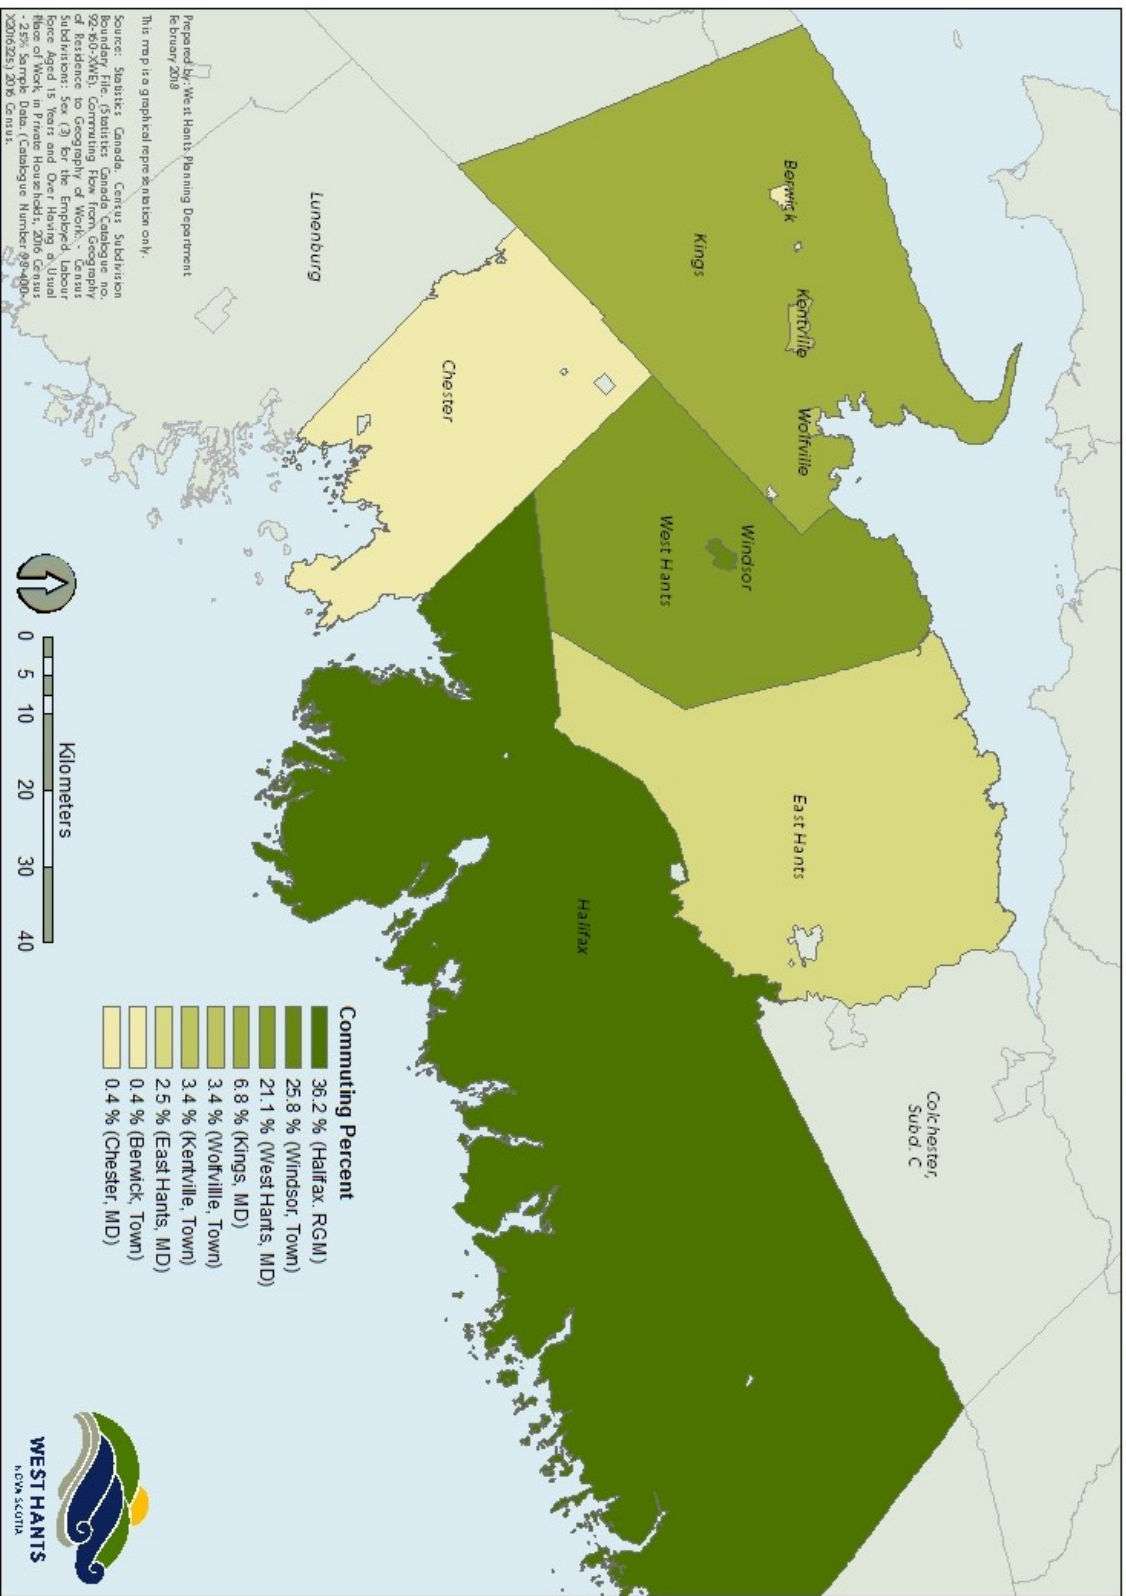 Berwick
Kentville
Wolfville
Kings
Windsor
West Hants
East Hants
Colchester,
Subd. C
Halifax
Chester
Lunenburg
Commuting Percent
36.2 % (Halifax. RGM)
25.8 % (Windsor, Town)
21.1 % (West Hants, MD)
6.8 % (Kings, MD)
3.4 % (Wolfville, Town)
3.4 % (Kentville, Town)
2.5 % (East Hants, MD)
0.4 % (Berwick, Town)
0.4 % (Chester, MD)
Prepared by: West Hants Planning Department
February 2018
This map is a graphical representation only.
Source: Statistics Canada. Census Subdivision
Boundary File. (Statistics Canada Catalogue no.
92-160-XWE). Commuting Flow from Geography
of Residence to Geography of Work - Census
Subdivisions: Sex (3) for the Employed Labour
Force Aged 15 Years and Over Having a Usual
Place of Work, in Private Households, 2016 Census
- 25% Sample Data. (Catalogue Number 98-400-
X2016325.) 2016 Census.
Kilometers
0 5 10 20 30 40
WEST HANTS
NOVA SCOTIA